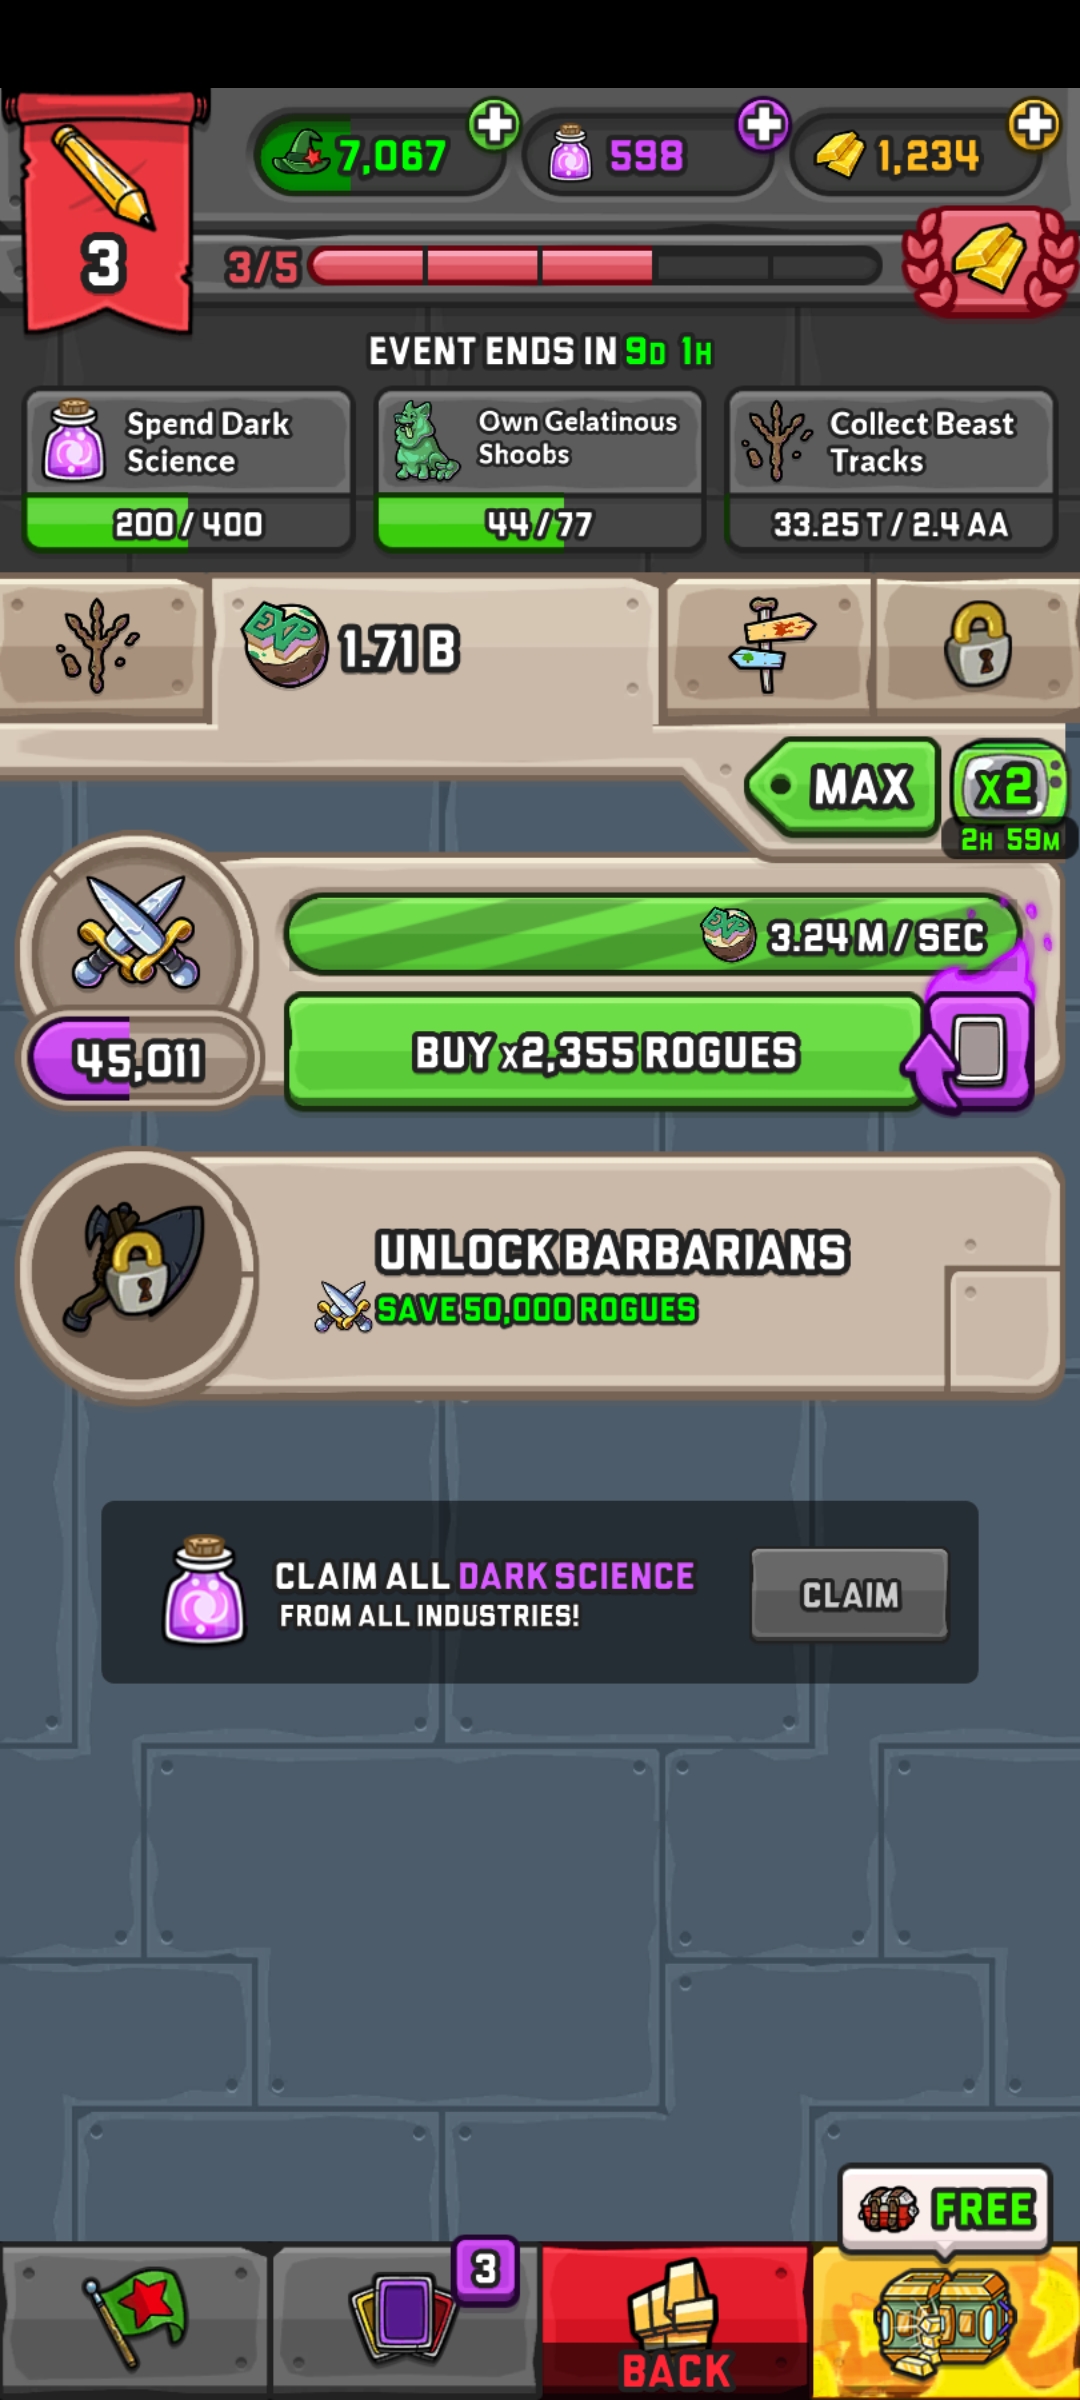 7,067
598
1,234
3
3/5
EVENT ENDS IN 9D 1H
Spend Dark
Science
200 / 400
Own Gelatinous
Shoobs
44 / 77
Collect Beast
Tracks
33.25 T / 2.4 AA
EXP
1.71 B
MAX
x2
2H 59M
EXP
3.24 M / SEC
45,011
BUY x2,355 ROGUES
UNLOCK BARBARIANS
SAVE 50,000 ROGUES
CLAIM ALL DARK SCIENCE
FROM ALL INDUSTRIES!
CLAIM
FREE
3
BACK